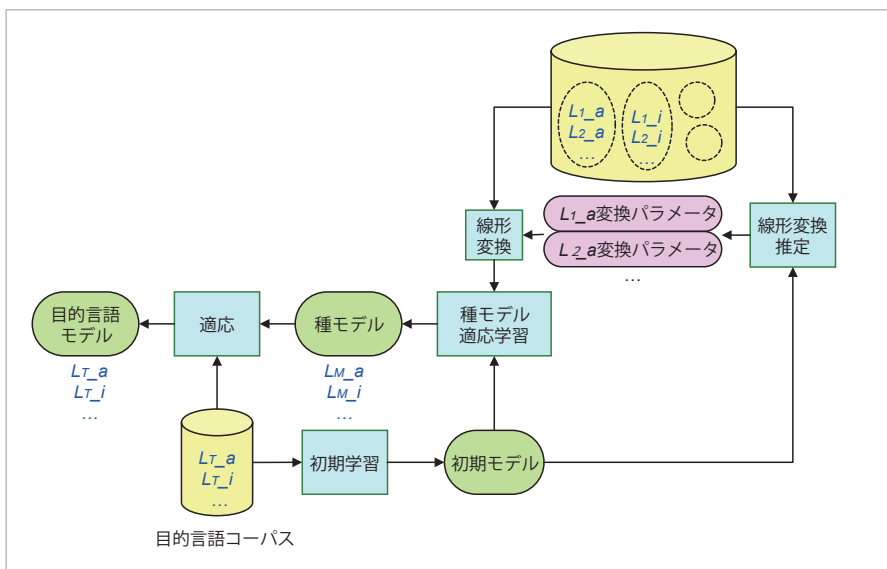 L1_a
L2_a
…
L1_i
L2_i
…
線形
変換
L1_a変換パラメータ
L2_a変換パラメータ
…
線形変換
推定
目的言語
モデル
適応
種モデル
種モデル
適応学習
LT_a
LT_i
…
LM_a
LM_i
…
LT_a
LT_i
…
初期学習
初期モデル
目的言語コーパス